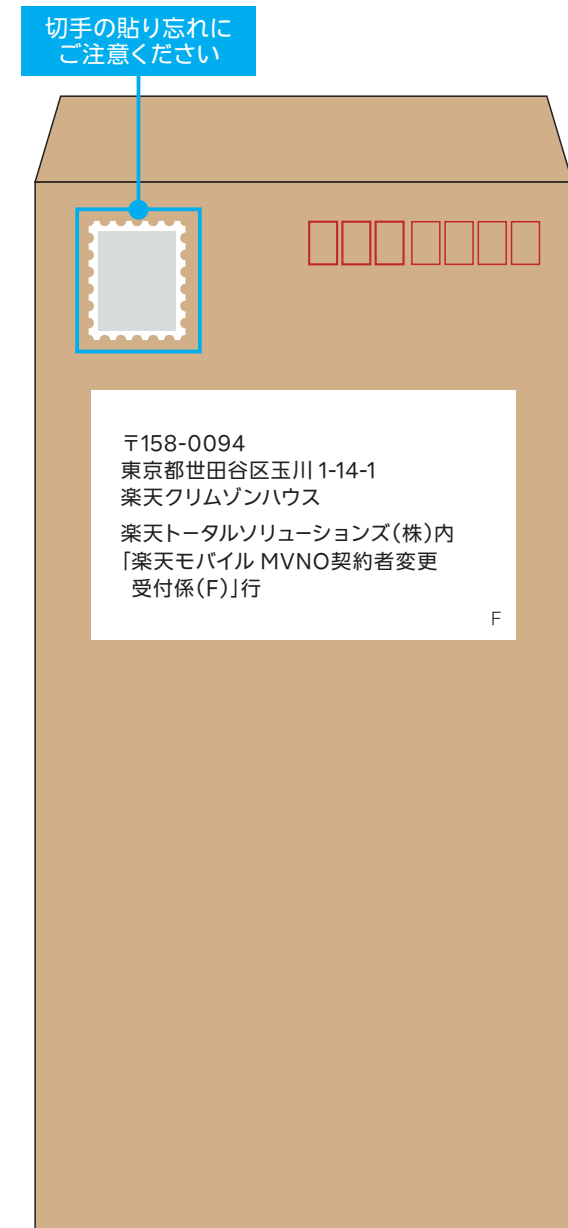 切手の貼り忘れに
ご注意ください
〒158-0094
東京都世田谷区玉川 1-14-1
楽天クリムゾンハウス
楽天トータルソリューションズ(株)内
「楽天モバイル MVNO契約者変更
受付係(F)」行
F